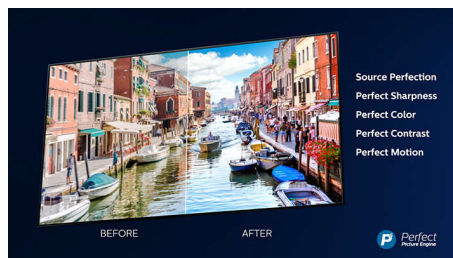 Source Perfection
Perfect Sharpness
Perfect Color
Perfect Contrast
Perfect Motion
BEFORE
AFTER
P
Perfect
Picture Engine